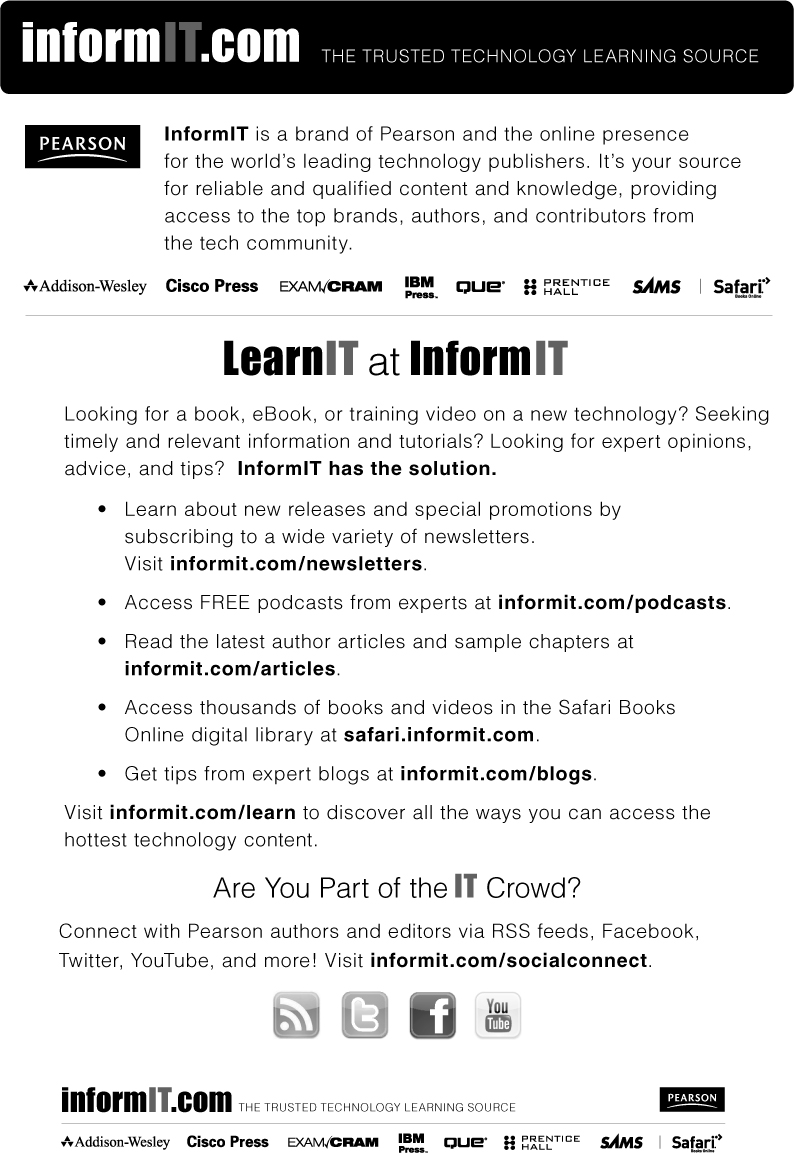 informIT.com THE TRUSTED TECHNOLOGY LEARNING SOURCE
PEARSON
InformIT is a brand of Pearson and the online presence
for the world’s leading technology publishers. It’s your source
for reliable and qualified content and knowledge, providing
access to the top brands, authors, and contributors from
the tech community.
Addison-Wesley Cisco Press EXAM/CRAM IBM Press™ QUE® PRENTICE HALL SAMS | Safari Books Online
LearnIT at InformIT
Looking for a book, eBook, or training video on a new technology? Seeking
timely and relevant information and tutorials? Looking for expert opinions,
advice, and tips? InformIT has the solution.
• Learn about new releases and special promotions by
subscribing to a wide variety of newsletters.
Visit informit.com/newsletters.
• Access FREE podcasts from experts at informit.com/podcasts.
• Read the latest author articles and sample chapters at
informit.com/articles.
• Access thousands of books and videos in the Safari Books
Online digital library at safari.informit.com.
• Get tips from expert blogs at informit.com/blogs.
Visit informit.com/learn to discover all the ways you can access the
hottest technology content.
Are You Part of the IT Crowd?
Connect with Pearson authors and editors via RSS feeds, Facebook,
Twitter, YouTube, and more! Visit informit.com/socialconnect.
t f You Tube
informIT.com THE TRUSTED TECHNOLOGY LEARNING SOURCE PEARSON
Addison-Wesley Cisco Press EXAM/CRAM IBM Press™ QUE® PRENTICE HALL SAMS | Safari Books Online